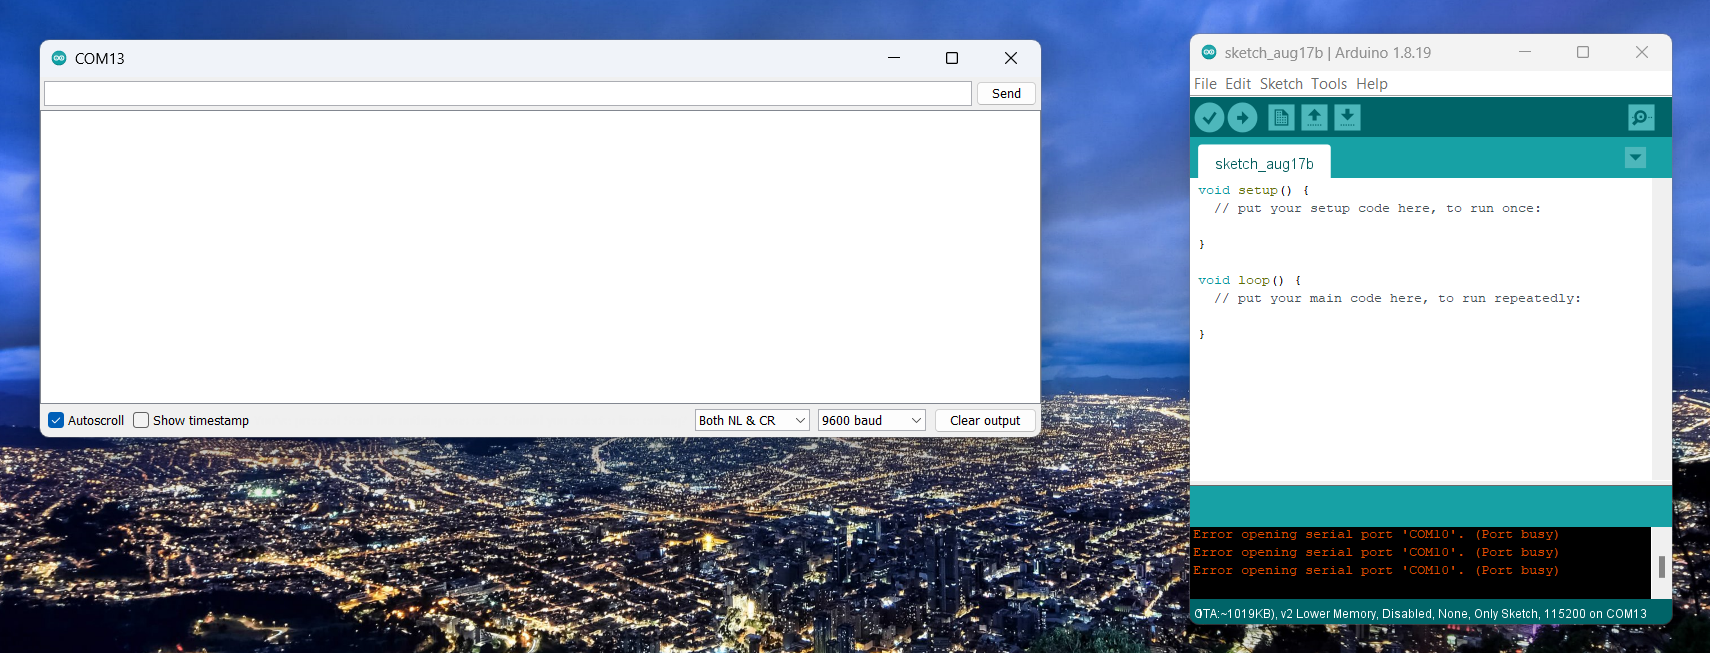 COM13
Send
Autoscroll
Show timestamp
Both NL & CR
9600 baud
Clear output
sketch_aug17b | Arduino 1.8.19
File Edit Sketch Tools Help
sketch_aug17b
void setup() {
// put your setup code here, to run once:
}
void loop() {
// put your main code here, to run repeatedly:
}
Error opening serial port 'COM10'. (Port busy)
Error opening serial port 'COM10'. (Port busy)
Error opening serial port 'COM10'. (Port busy)
OTA:~1019KB), v2 Lower Memory, Disabled, None, Only Sketch, 115200 on COM13